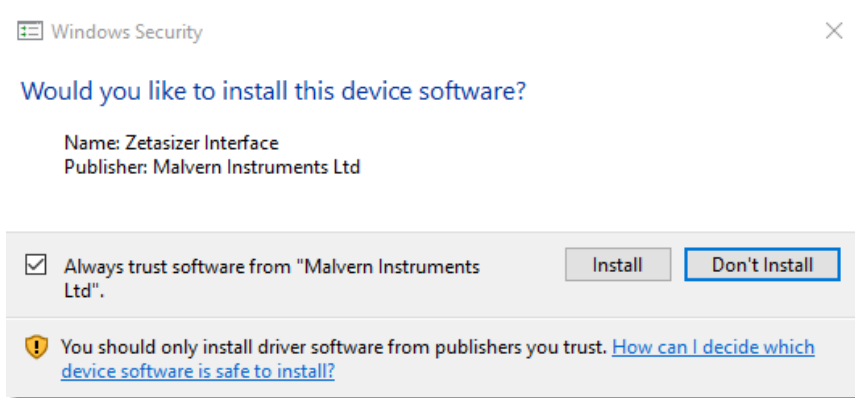 Windows Security
Would you like to install this device software?
Name: Zetasizer Interface
Publisher: Malvern Instruments Ltd
Always trust software from "Malvern Instruments
Ltd".
Install
Don't Install
You should only install driver software from publishers you trust. How can I decide which
device software is safe to install?